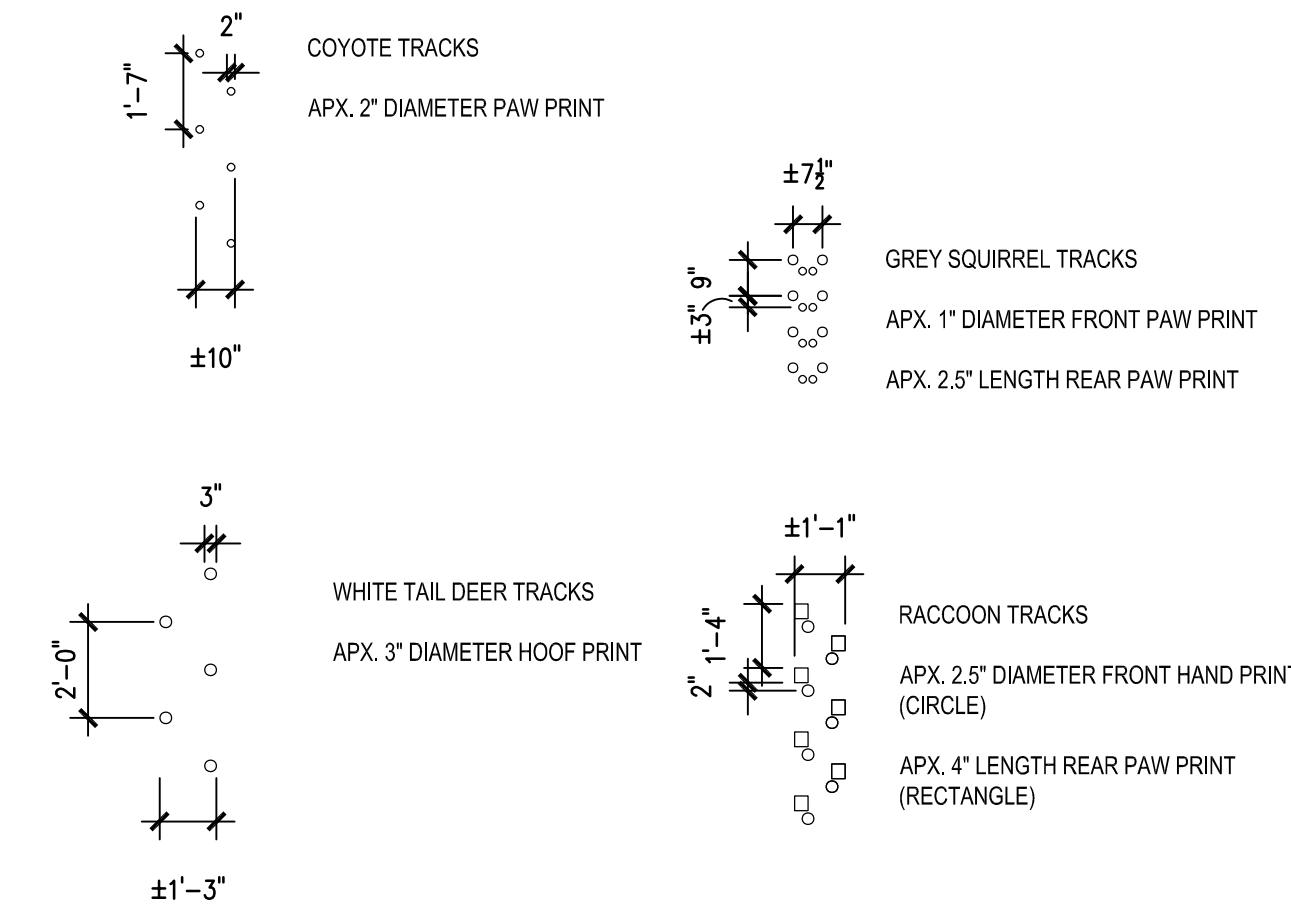 2"
COYOTE TRACKS
1'-7"
APX. 2" DIAMETER PAW PRINT
±10"
±7½"
GREY SQUIRREL TRACKS
9"
±3"
APX. 1" DIAMETER FRONT PAW PRINT
APX. 2.5" LENGTH REAR PAW PRINT
3"
WHITE TAIL DEER TRACKS
2'-0"
APX. 3" DIAMETER HOOF PRINT
±1'-3"
±1'-1"
RACCOON TRACKS
1'-4"
2"
APX. 2.5" DIAMETER FRONT HAND PRINT
(CIRCLE)
APX. 4" LENGTH REAR PAW PRINT
(RECTANGLE)